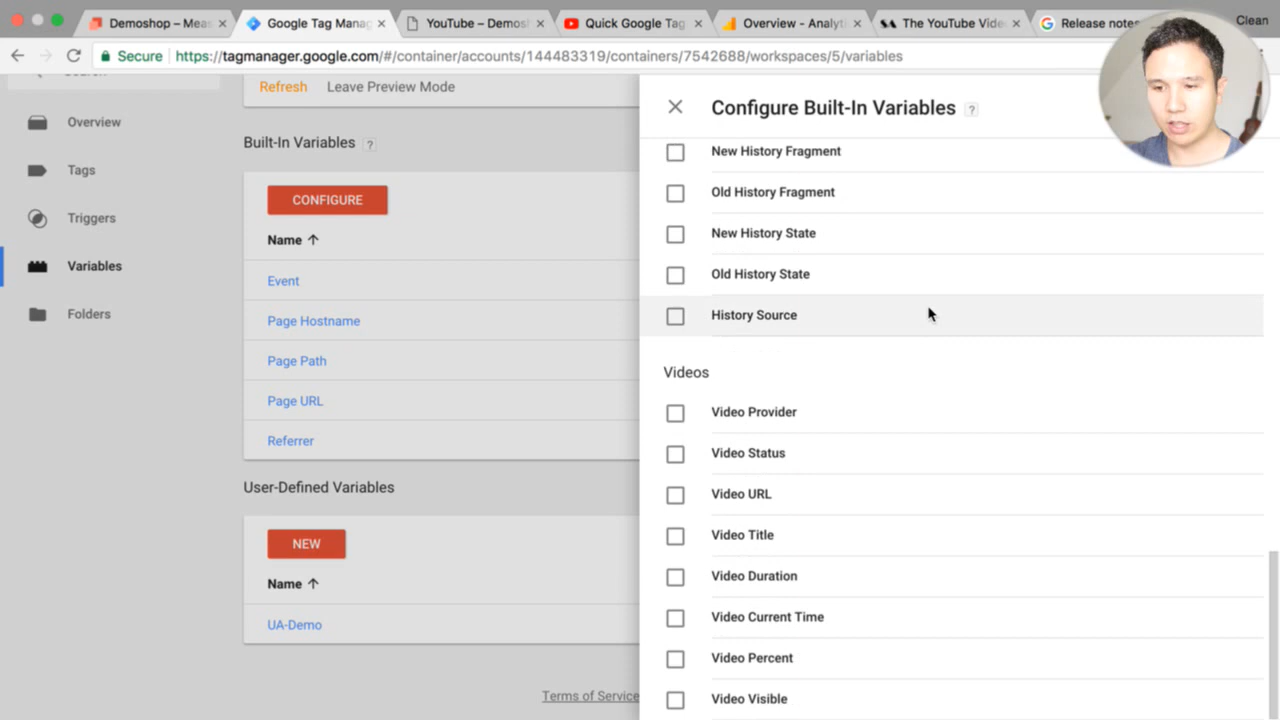 Demoshop – Meas
Google Tag Manag
YouTube – Demosh
Quick Google Tag
Overview - Analyti
The YouTube Vide
Release note
Clean
Secure
https://tagmanager.google.com/#/container/accounts/144483319/containers/7542688/workspaces/5/variables
Overview
Tags
Triggers
Variables
Folders
Refresh Leave Preview Mode
Built-In Variables ?
CONFIGURE
Name
Event
Page Hostname
Page Path
Page URL
Referrer
User-Defined Variables
NEW
Name
UA-Demo
Terms of Service
Configure Built-In Variables ?
New History Fragment
Old History Fragment
New History State
Old History State
History Source
Videos
Video Provider
Video Status
Video URL
Video Title
Video Duration
Video Current Time
Video Percent
Video Visible